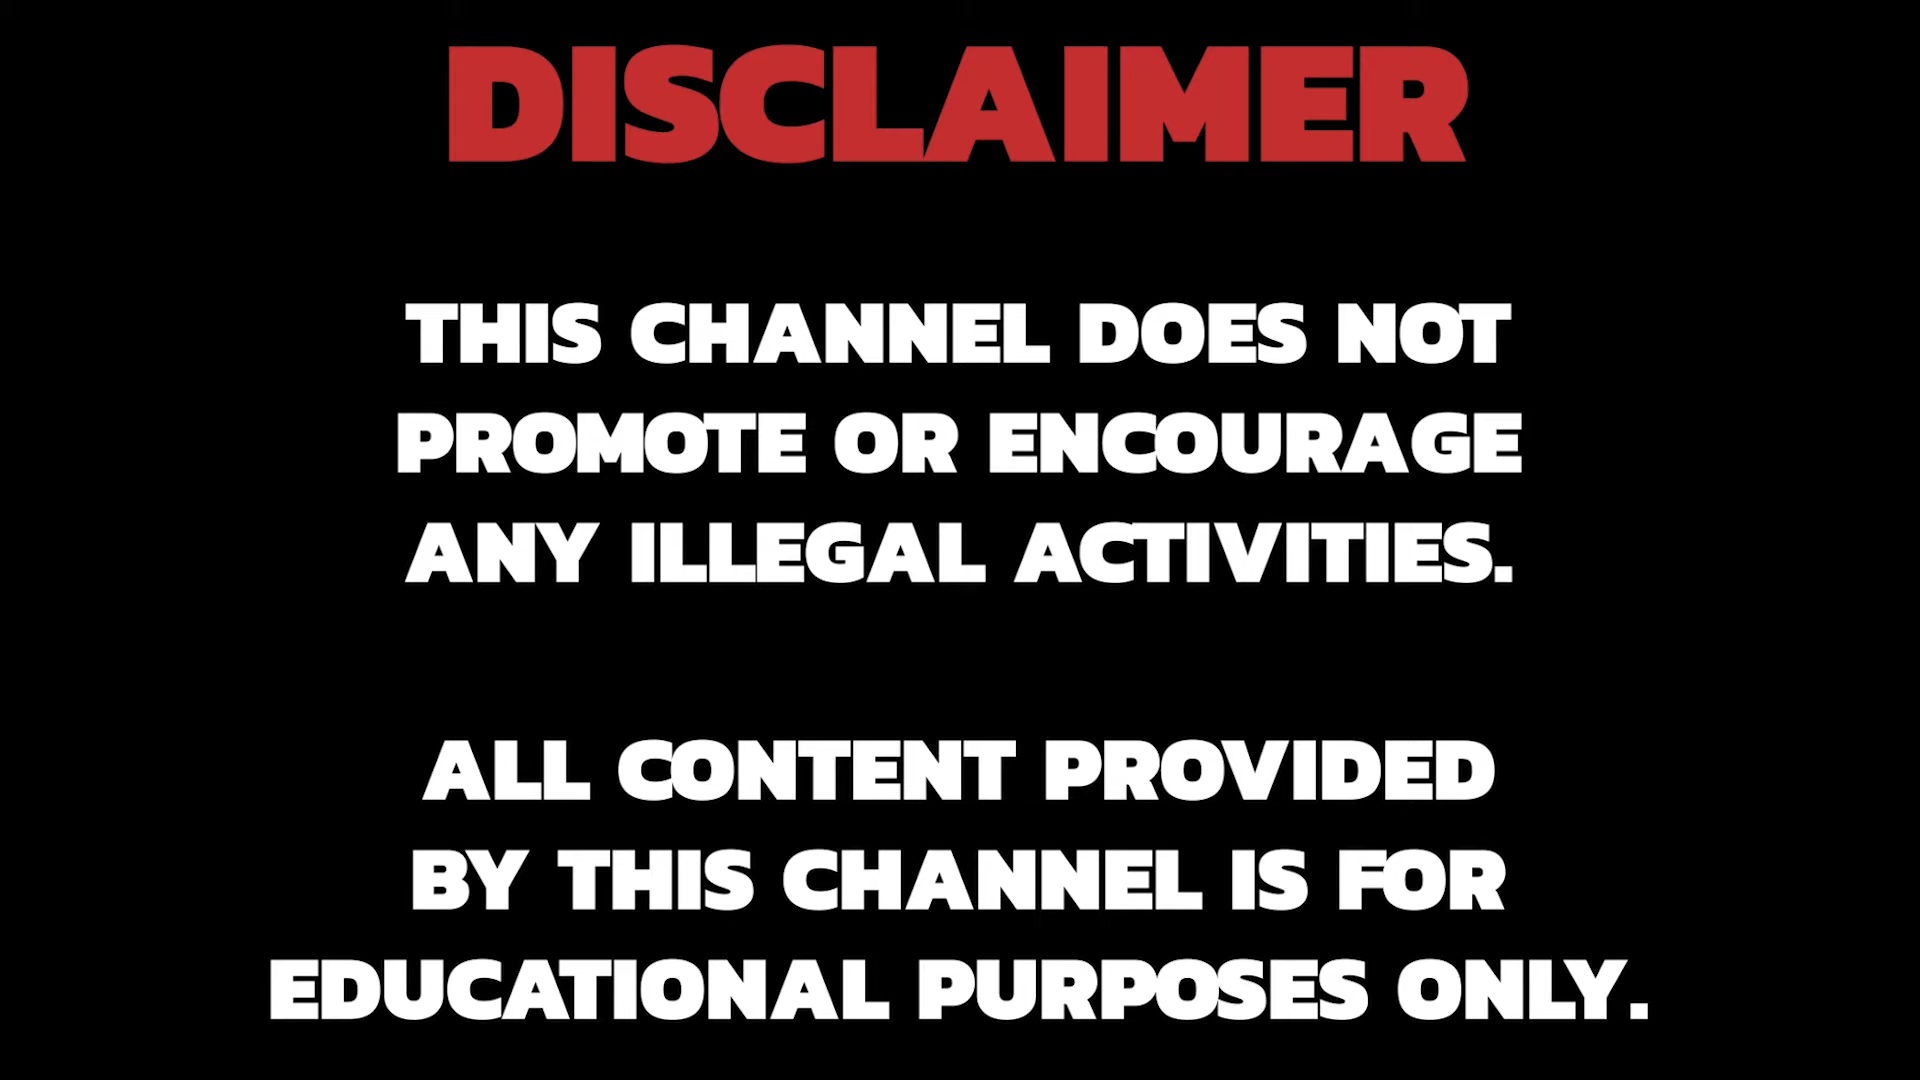 DISCLAIMER
THIS CHANNEL DOES NOT
PROMOTE OR ENCOURAGE
ANY ILLEGAL ACTIVITIES.
ALL CONTENT PROVIDED
BY THIS CHANNEL IS FOR
EDUCATIONAL PURPOSES ONLY.